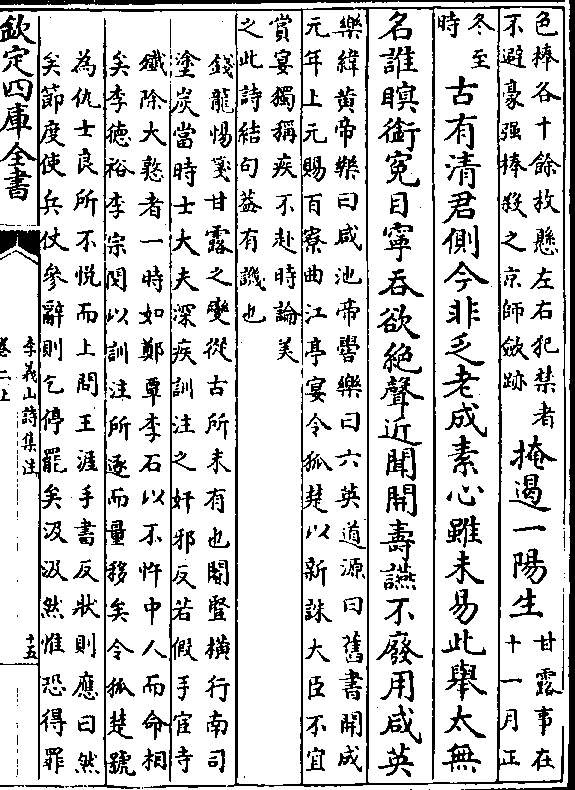 色棒各十餘枚懸左右犯禁者
不避豪强棒殺之京師斂跡
掩遏一陽生
甘露事在
十一月正
冬至
時
古有清君側今非乏老成素心雖未易此舉太無
名誰瞑銜寃目寧吞欲絶聲近聞開壽讌不廢用咸英
樂緯黄帝樂曰咸池帝嚳樂曰六英道源曰舊書開成
元年上元賜百寮曲江亭宴令狐楚以新誅大臣不宜
賞宴獨稱疾不赴時論美
之此詩結句葢有譏也
錢龍惕箋甘露之變從古所未有也閹豎横行南司
塗炭當時士大夫深疾訓注之奸邪反若假手宦寺
殲除大憝者一時如鄭覃李石以不忤中人而命相
矣李德裕李宗閔以訓注所逐而量移矣令狐楚號
為仇士良所不悦而上問王涯手書反狀則應曰然
矣節度使兵仗參辭則乞停罷矣汲汲然惟恐得罪
欽定四庫全書
李義山詩集注
卷二上
十五